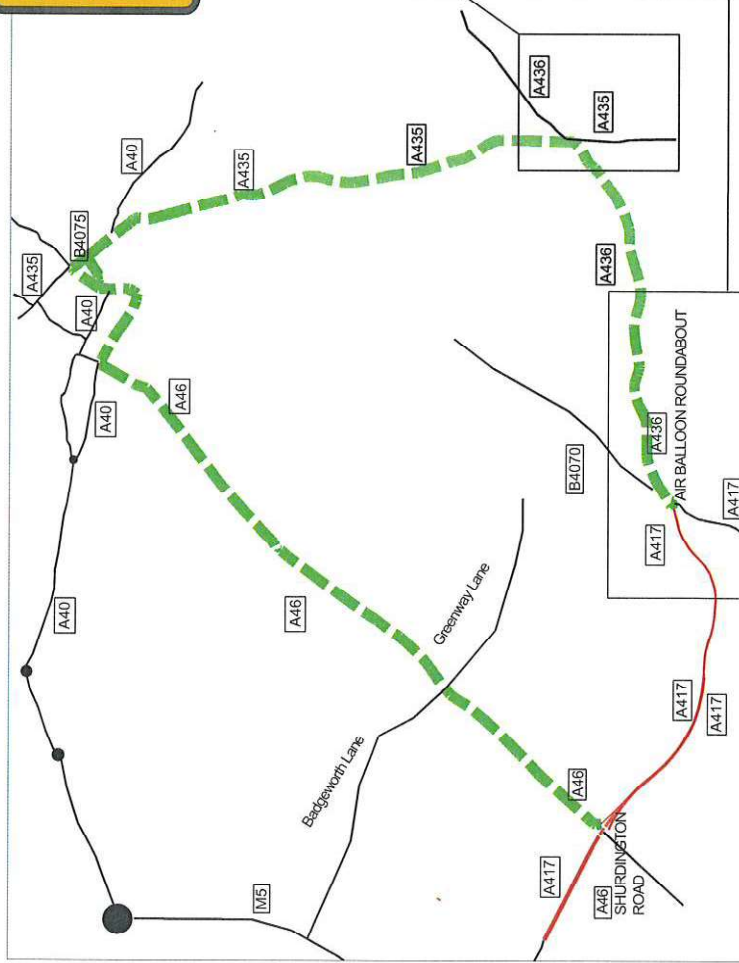 A435
B4075
A40
A40
A435
A40
A46
A435
A436
A435
A40
A46
A436
B4070
Greenway Lane
A436
AIR BALLOON ROUNDABOUT
A417
A417
Badgeworth Lane
A417
A417
A46
M5
A417
A46
SHURDINGTON
ROAD